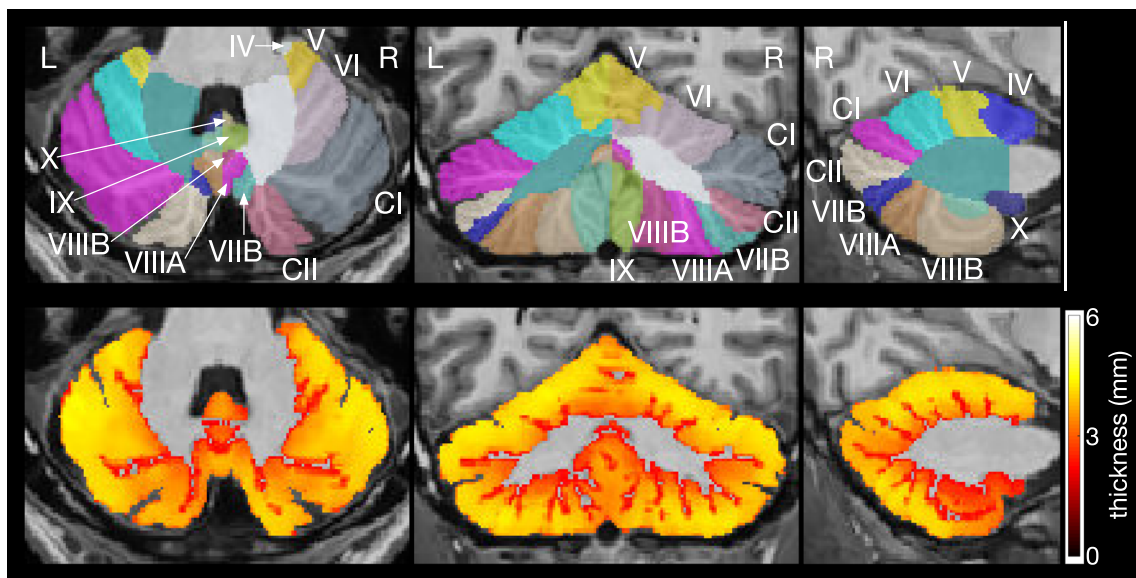 L
IV
V
VI
R
X
IX
VIIIB
VIIIA
VIIB
CII
CI
L
V
R
VI
CI
CII
VIIIB
VIIB
IX
VIIIA
R
V
IV
VI
CI
CII
VIIB
VIIIA
X
VIIIB
6
3
0
thickness (mm)